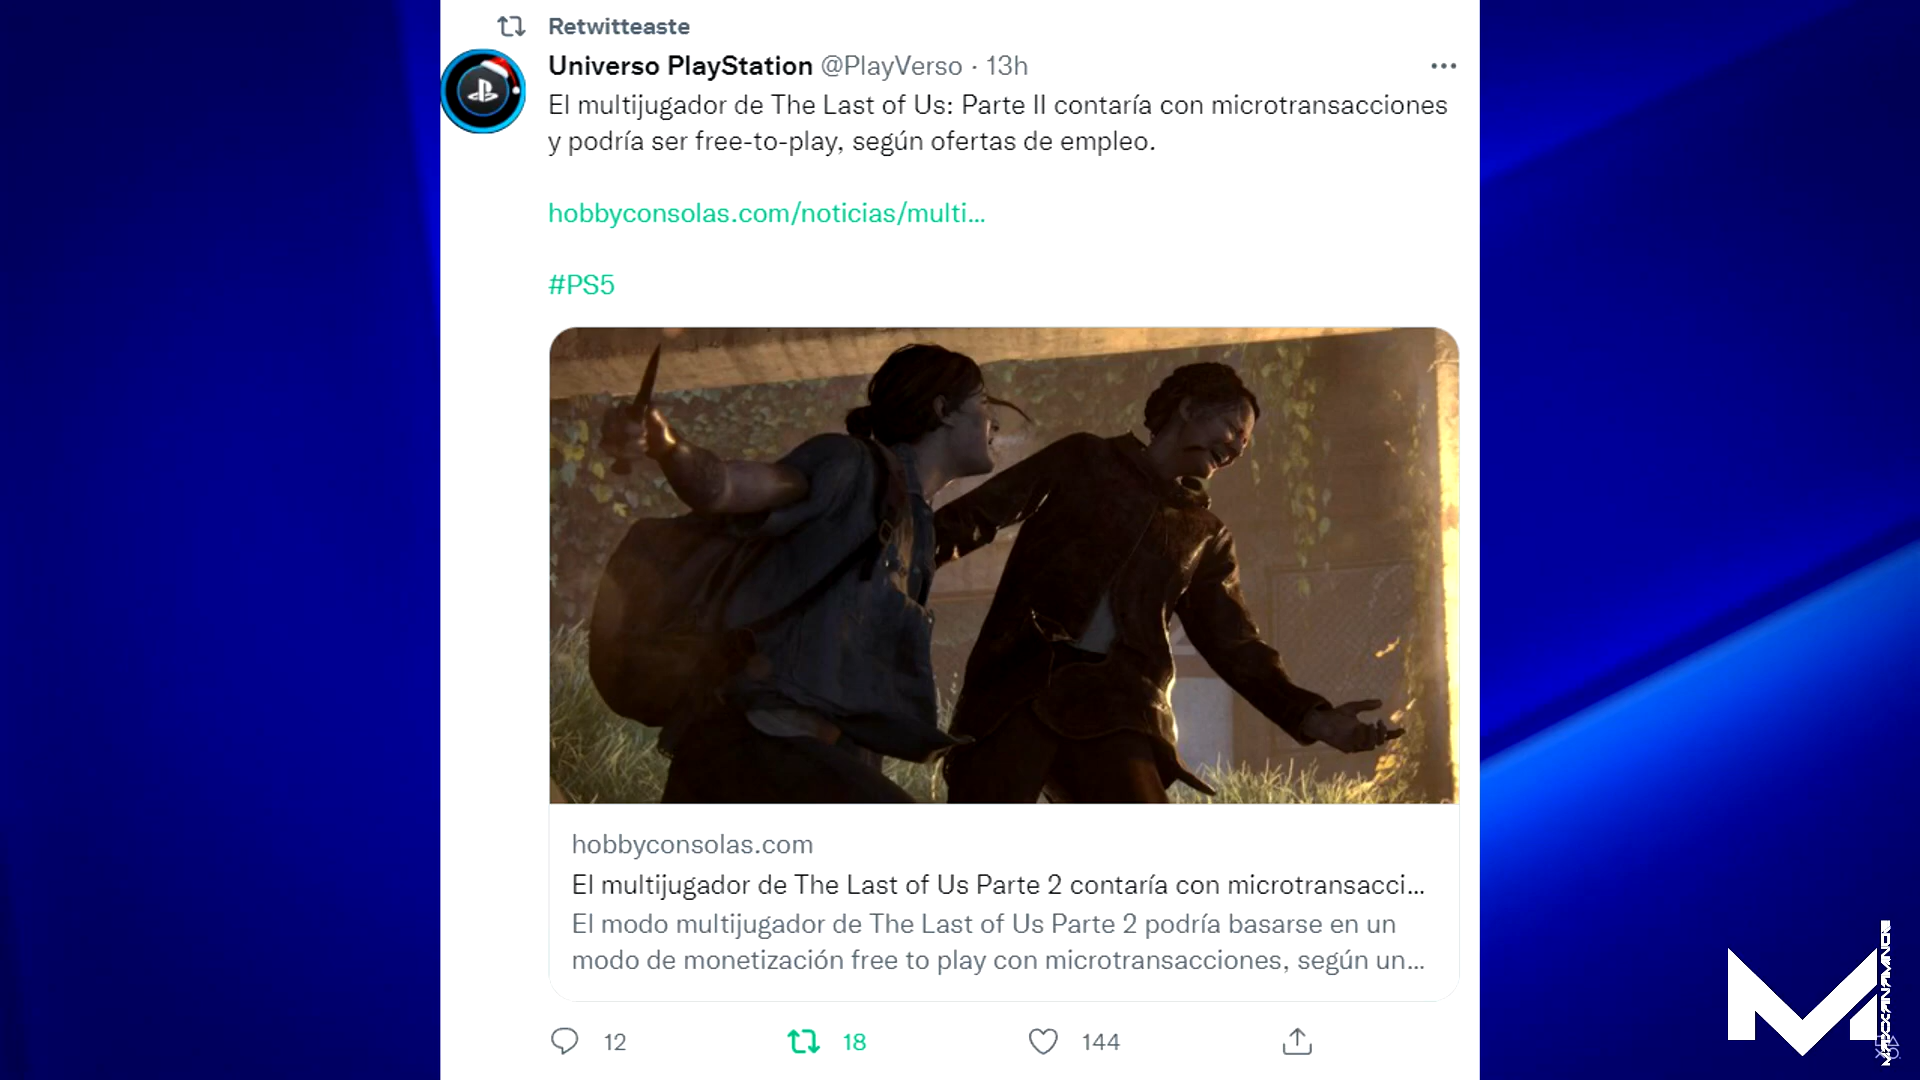 Retwitteaste
Universo PlayStation @PlayVerso · 13h
El multijugador de The Last of Us: Parte II contaría con microtransacciones
y podría ser free-to-play, según ofertas de empleo.
hobbyconsolas.com/noticias/multi...
#PS5
hobbyconsolas.com
El multijugador de The Last of Us Parte 2 contaría con microtransacci...
El modo multijugador de The Last of Us Parte 2 podría basarse en un
modo de monetización free to play con microtransacciones, según un...
12
18
144